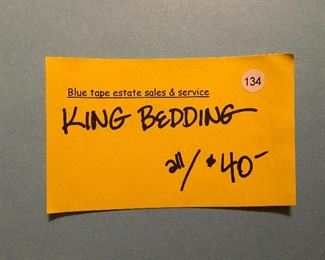 134
Blue tape estate sales & service
KING BEDDING
all/$40-